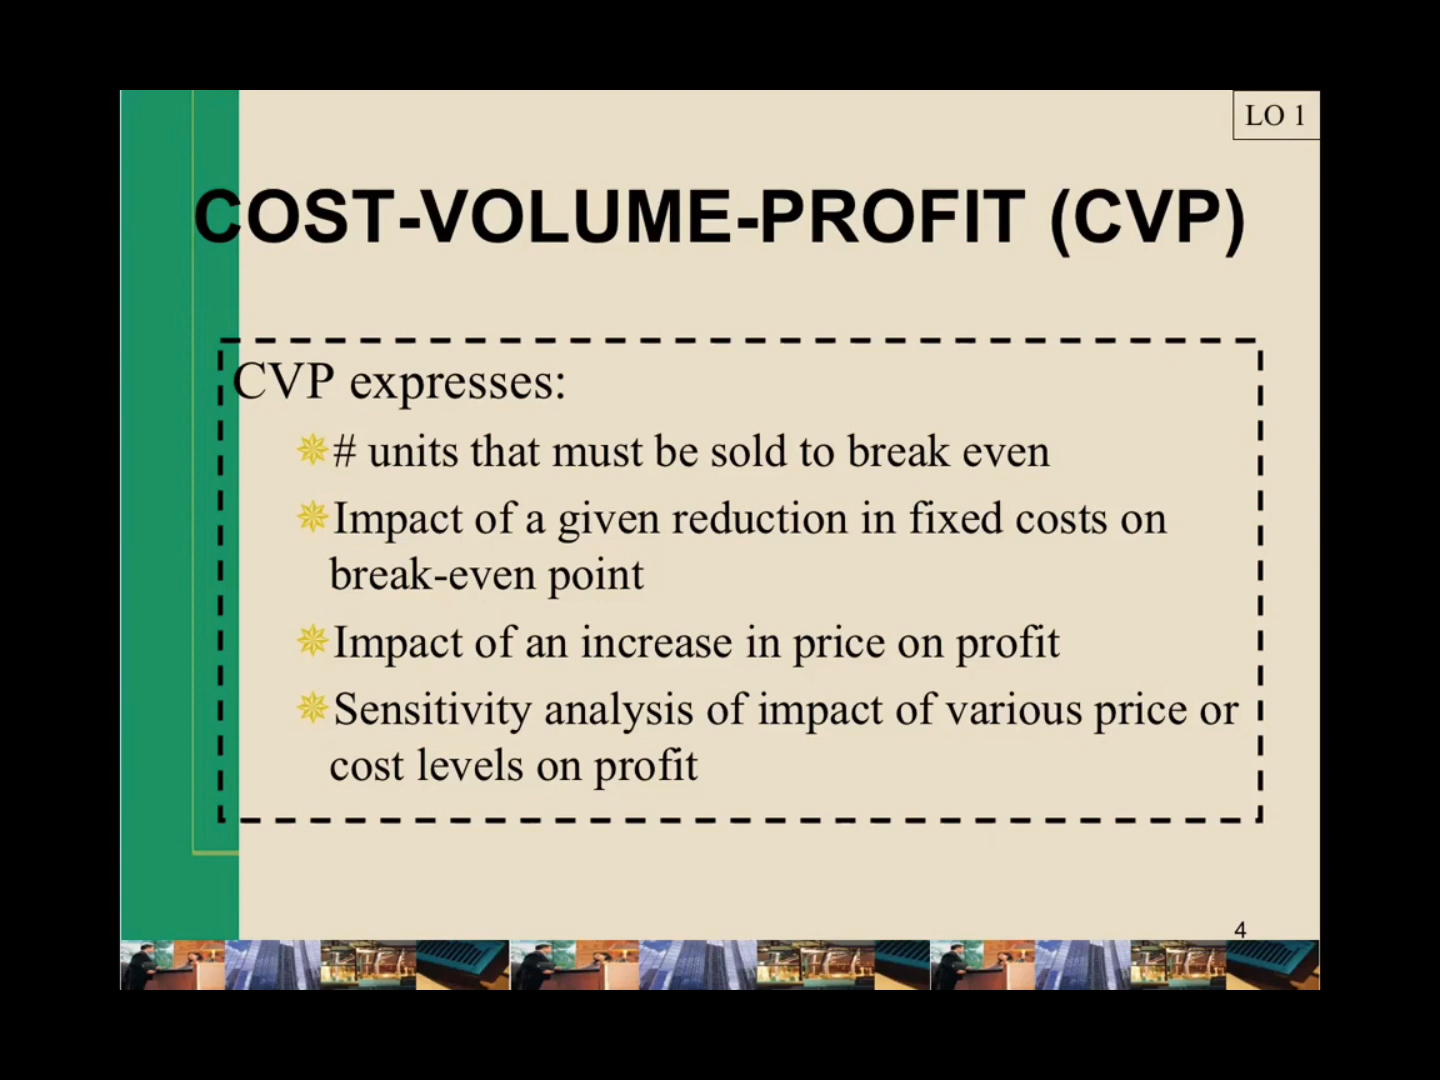 LO 1
COST-VOLUME-PROFIT (CVP)
CVP expresses:
# units that must be sold to break even
Impact of a given reduction in fixed costs on
break-even point
Impact of an increase in price on profit
Sensitivity analysis of impact of various price or
cost levels on profit
4